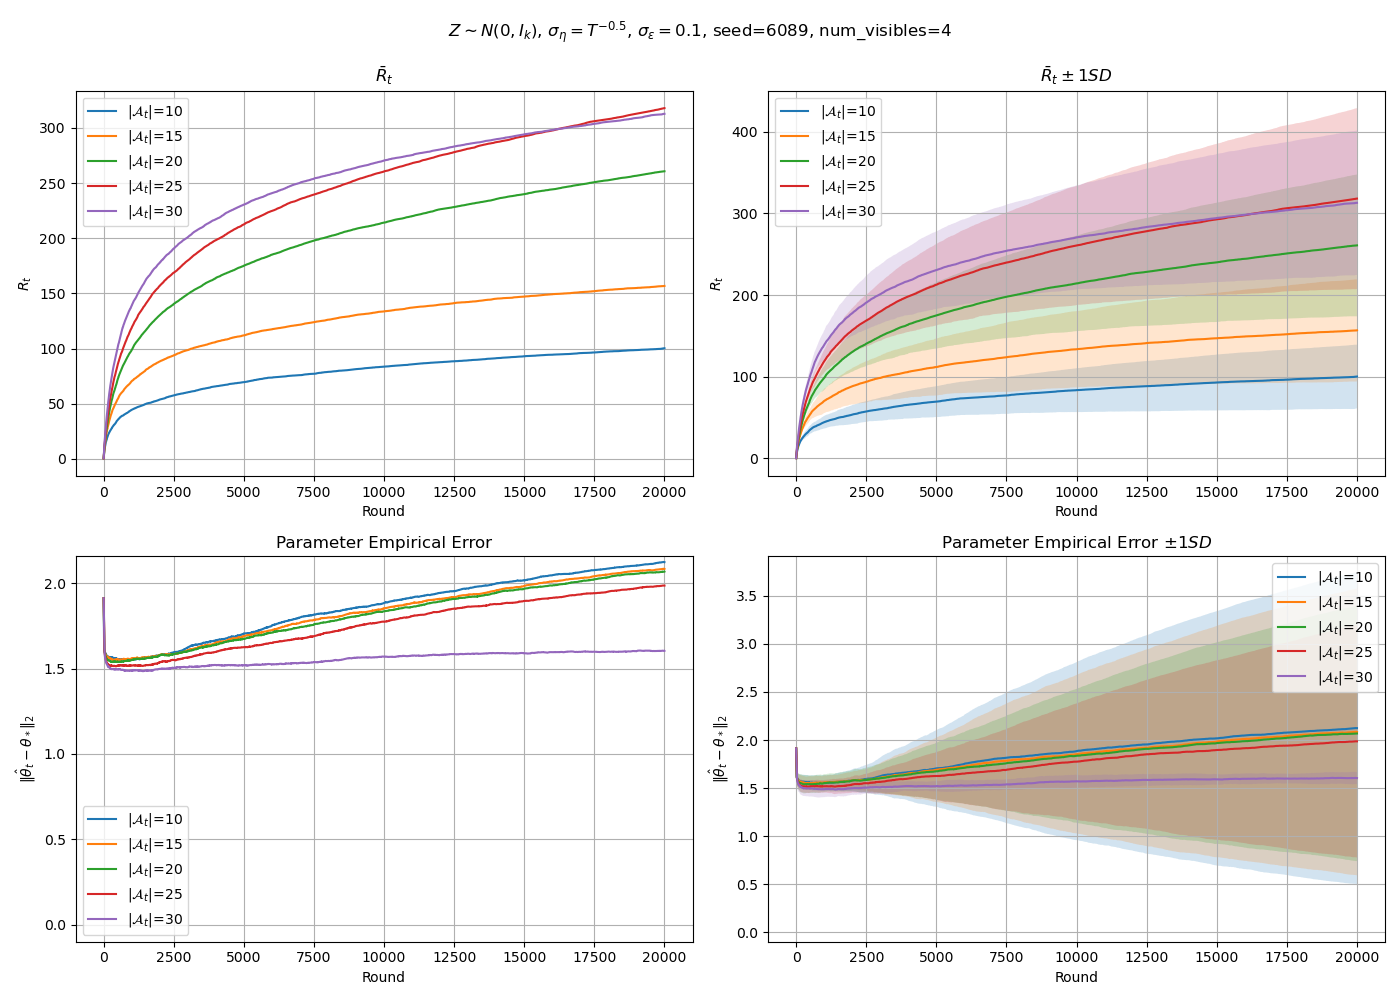 Z ∼ N(0, I_k), σ_η = T^{−0.5}, σ_ε = 0.1, seed=6089, num_visibles=4
R̄_t
R_t
300
250
200
150
100
50
0
|𝒜_t|=10
|𝒜_t|=15
|𝒜_t|=20
|𝒜_t|=25
|𝒜_t|=30
0 2500 5000 7500 10000 12500 15000 17500 20000
Round
R̄_t ± 1SD
R_t
400
300
200
100
0
|𝒜_t|=10
|𝒜_t|=15
|𝒜_t|=20
|𝒜_t|=25
|𝒜_t|=30
0 2500 5000 7500 10000 12500 15000 17500 20000
Round
Parameter Empirical Error
‖θ̂_t − θ_*‖_2
2.0
1.5
1.0
0.5
0.0
|𝒜_t|=10
|𝒜_t|=15
|𝒜_t|=20
|𝒜_t|=25
|𝒜_t|=30
0 2500 5000 7500 10000 12500 15000 17500 20000
Round
Parameter Empirical Error ±1SD
‖θ̂_t − θ_*‖_2
3.5
3.0
2.5
2.0
1.5
1.0
0.5
0.0
|𝒜_t|=10
|𝒜_t|=15
|𝒜_t|=20
|𝒜_t|=25
|𝒜_t|=30
0 2500 5000 7500 10000 12500 15000 17500 20000
Round